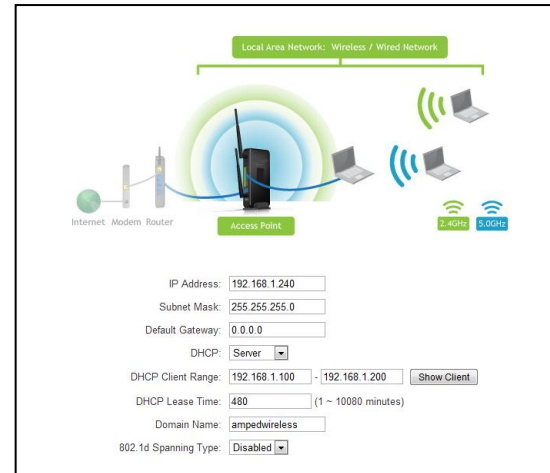 Local Area Network: Wireless / Wired Network
Internet Modem Router
Access Point
2.4GHz 5.0GHz
IP Address: 192.168.1.240
Subnet Mask: 255.255.255.0
Default Gateway: 0.0.0.0
DHCP: Server
DHCP Client Range: 192.168.1.100 - 192.168.1.200 Show Client
DHCP Lease Time: 480 (1 ~ 10080 minutes)
Domain Name: ampedwireless
802.1d Spanning Type: Disabled